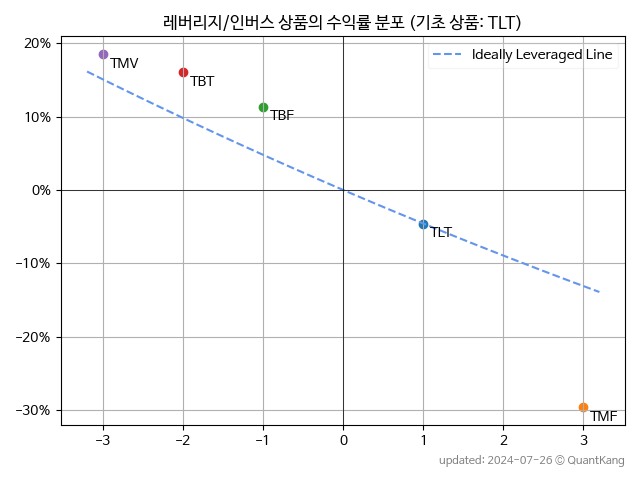 레버리지/인버스 상품의 수익률 분포 (기초 상품: TLT)
Ideally Leveraged Line
20%
10%
0%
−10%
−20%
−30%
TMV
TBT
TBF
TLT
TMF
−3
−2
−1
0
1
2
3
updated: 2024-07-26 © QuantKang